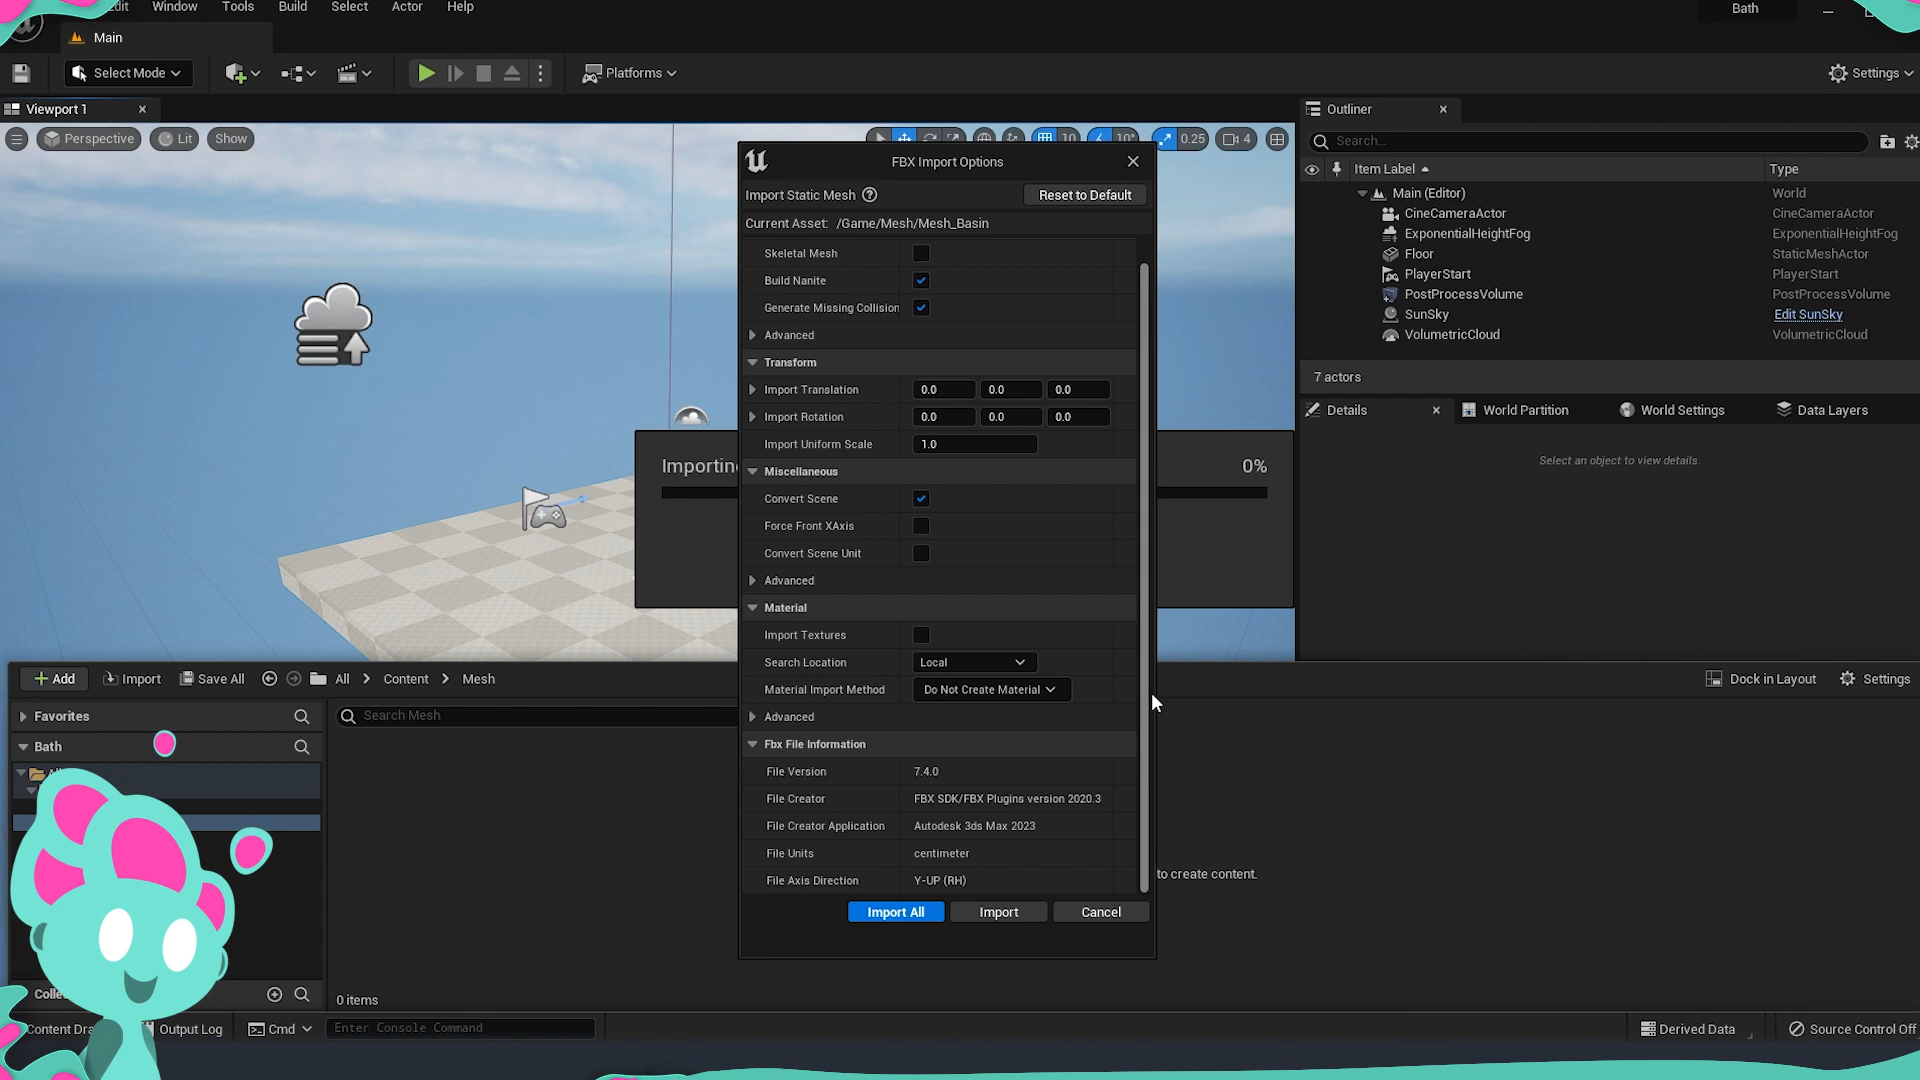 Window Tools Build Select Actor Help Bath
Main
Select Mode Platforms Settings
Viewport 1 Outliner
Perspective Lit Show 10 10° 0.25 4 Search...
Item Label Type
FBX Import Options
Main (Editor) World
Import Static Mesh Reset to Default
CineCameraActor CineCameraActor
Current Asset: /Game/Mesh/Mesh_Basin
ExponentialHeightFog ExponentialHeightFog
Skeletal Mesh
Floor StaticMeshActor
PlayerStart PlayerStart
Build Nanite
PostProcessVolume PostProcessVolume
Generate Missing Collision
SunSky Edit SunSky
VolumetricCloud VolumetricCloud
Advanced
Transform
7 actors
Import Translation 0.0 0.0 0.0
Details World Partition World Settings Data Layers
Import Rotation 0.0 0.0 0.0
Import Uniform Scale 1.0
Select an object to view details.
Importin 0%
Miscellaneous
Convert Scene
Force Front XAxis
Convert Scene Unit
Advanced
Material
Import Textures
Search Location Local
Material Import Method Do Not Create Material
Advanced
Fbx File Information
File Version 7.4.0
File Creator FBX SDK/FBX Plugins version 2020.3
File Creator Application Autodesk 3ds Max 2023
File Units centimeter
File Axis Direction Y-UP (RH)
Import All Import Cancel
Add Import Save All All Content Mesh Dock in Layout Settings
Favorites Search Mesh
Bath
to create content.
0 items
Output Log Cmd Enter Console Command Derived Data Source Control Off